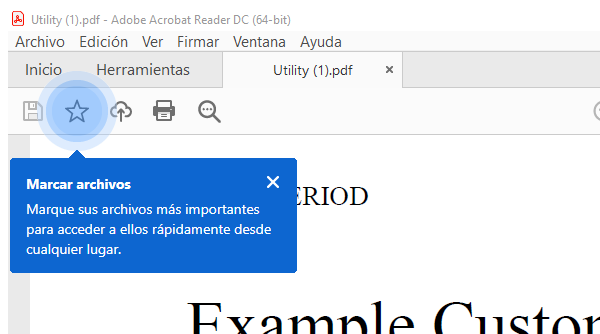 Utility (1).pdf - Adobe Acrobat Reader DC (64-bit)
Archivo Edición Ver Firmar Ventana Ayuda
Inicio Herramientas Utility (1).pdf ×
Marcar archivos
Marque sus archivos más importantes
para acceder a ellos rápidamente desde
cualquier lugar.
ERIOD
Example Custo